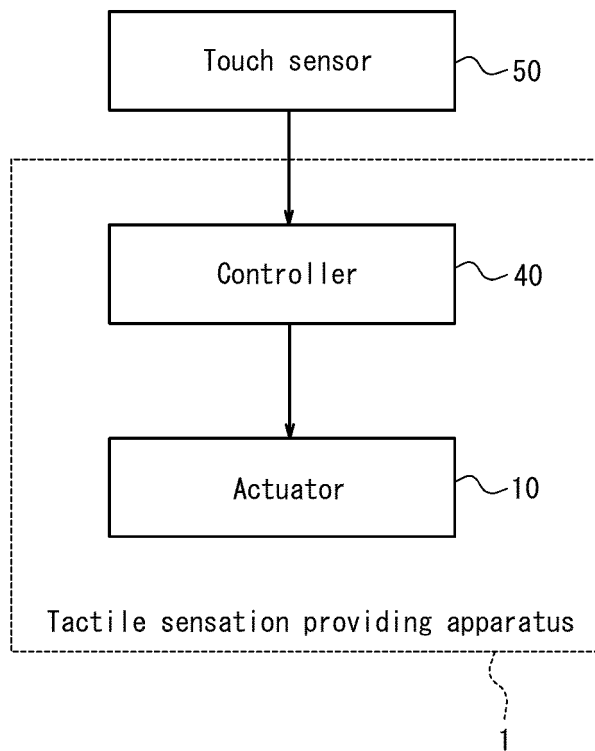 Touch sensor
50
Controller
40
Actuator
10
Tactile sensation providing apparatus
1